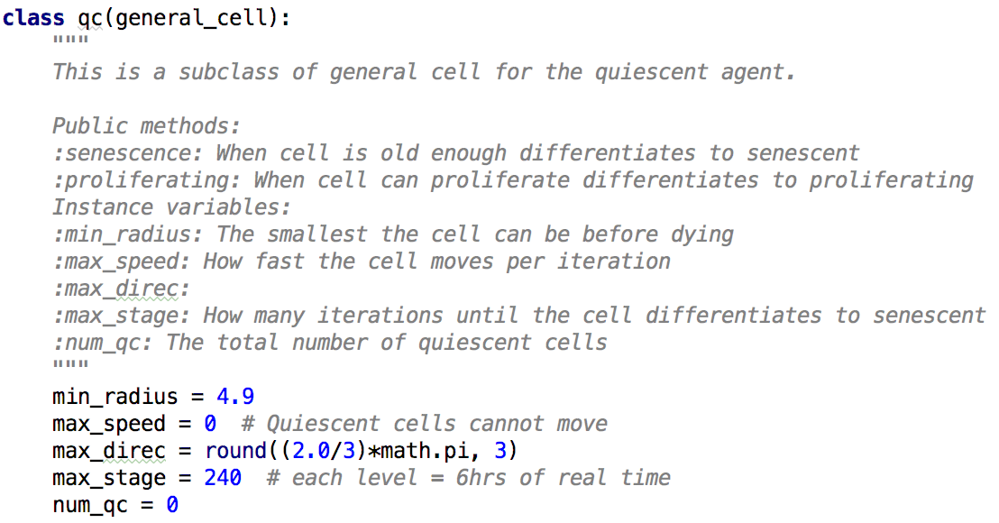 class qc(general_cell):
"""
This is a subclass of general cell for the quiescent agent.
Public methods:
:senescence: When cell is old enough differentiates to senescent
:proliferating: When cell can proliferate differentiates to proliferating
Instance variables:
:min_radius: The smallest the cell can be before dying
:max_speed: How fast the cell moves per iteration
:max_direc:
:max_stage: How many iterations until the cell differentiates to senescent
:num_qc: The total number of quiescent cells
"""
min_radius = 4.9
max_speed = 0  # Quiescent cells cannot move
max_direc = round((2.0/3)*math.pi, 3)
max_stage = 240  # each level = 6hrs of real time
num_qc = 0